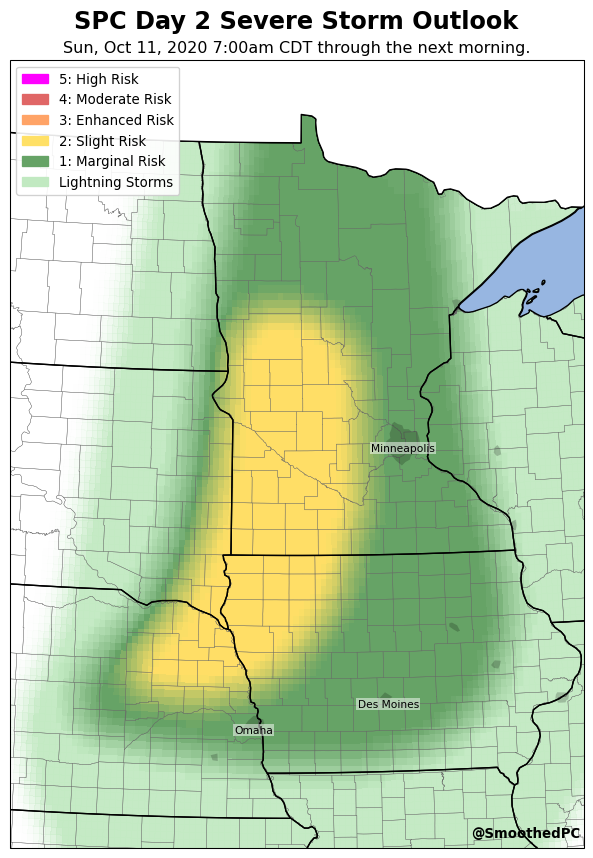 SPC Day 2 Severe Storm Outlook
Sun, Oct 11, 2020 7:00am CDT through the next morning.
5: High Risk
4: Moderate Risk
3: Enhanced Risk
2: Slight Risk
1: Marginal Risk
Lightning Storms
Minneapolis
Des Moines
Omaha
@SmoothedPC